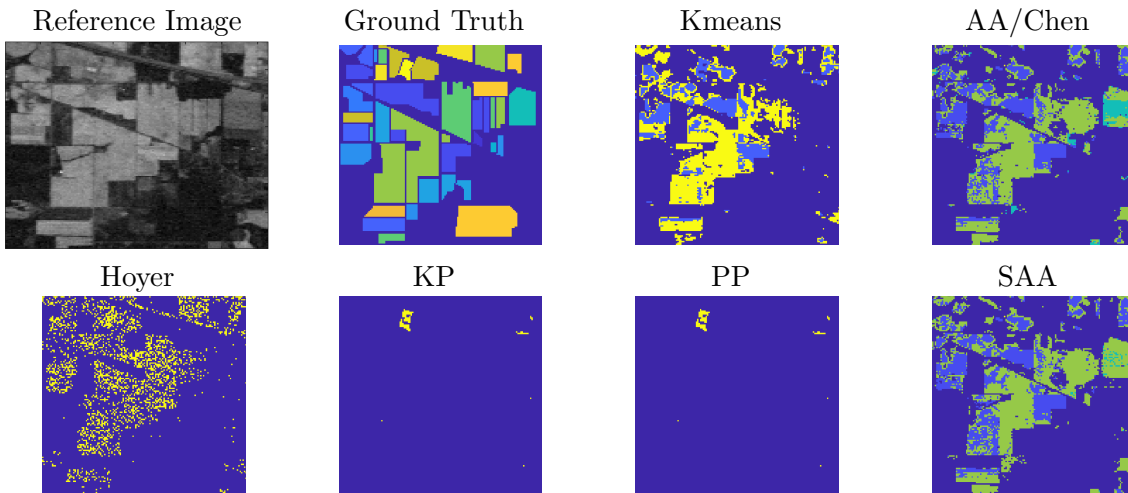 Reference Image
Ground Truth
Kmeans
AA/Chen
Hoyer
KP
PP
SAA